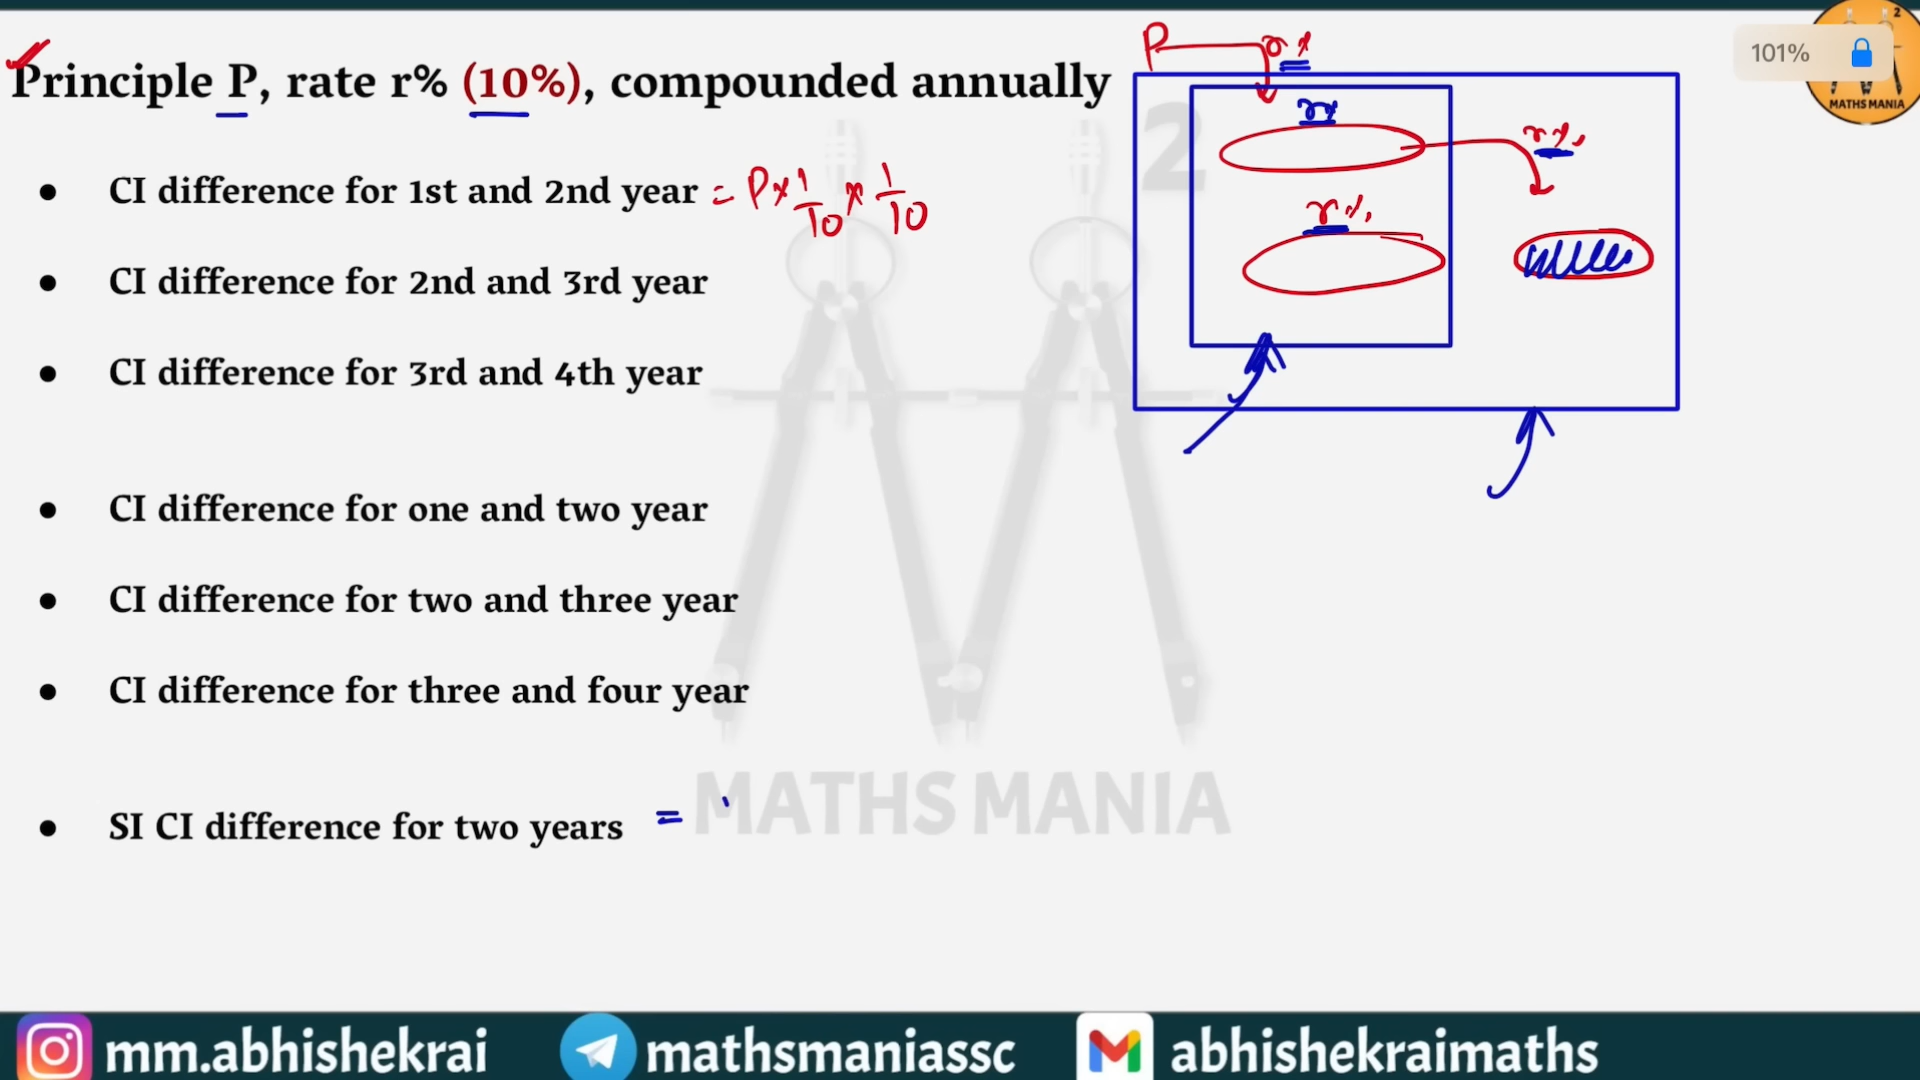 Principle P, rate r% (10%), compounded annually
P r%
101%
2
MATHS MANIA
r%
r%
r%
2
• CI difference for 1st and 2nd year = P × 1/10 × 1/10
• CI difference for 2nd and 3rd year
• CI difference for 3rd and 4th year
• CI difference for one and two year
• CI difference for two and three year
• CI difference for three and four year
• SI CI difference for two years =
MATHS MANIA
mm.abhishekrai mathsmaniassc abhishekraimaths